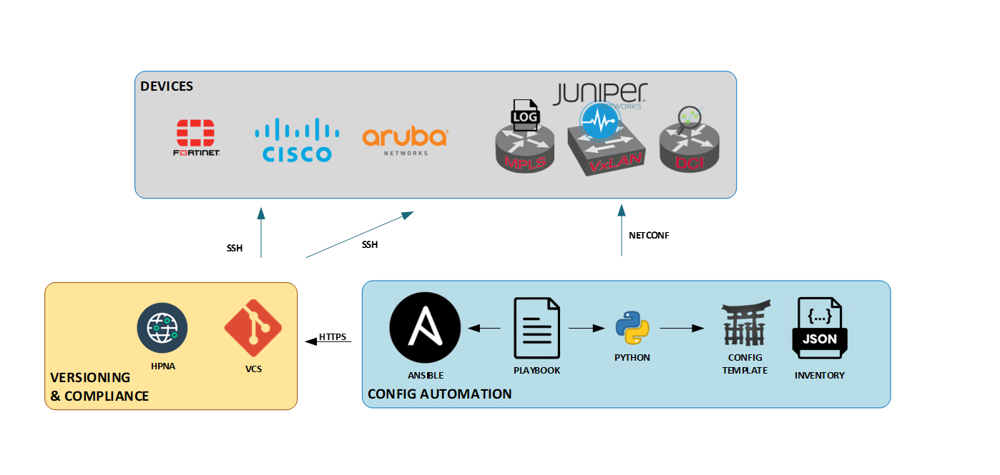 DEVICES
JUNIPEr
NETWORKS
LOG
FORTINET
CISCO
aruba
NETWORKS
MPLS
VxLAN
DCI
SSH
SSH
NETCONF
HPNA
VCS
VERSIONING
& COMPLIANCE
HTTPS
ANSIBLE
PLAYBOOK
PYTHON
CONFIG
TEMPLATE
{...}
JSON
INVENTORY
CONFIG AUTOMATION